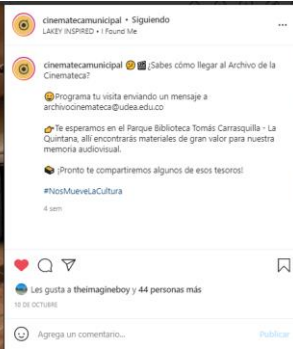 cinematecamunicipal • Siguiendo
LAKEY INSPIRED • I Found Me
cinematecamunicipal 🤔🎬¿Sabes cómo llegar al Archivo de la
Cinemateca?
😀Programa tu visita enviando un mensaje a
archivocinemateca@udea.edu.co
👉Te esperamos en el Parque Biblioteca Tomás Carrasquilla - La
Quintana, allí encontrarás materiales de gran valor para nuestra
memoria audiovisual.
¡Pronto te compartiremos algunos de esos tesoros!
#NosMueveLaCultura
4 sem
Les gusta a theimagineboy y 44 personas más
10 DE OCTUBRE
Agrega un comentario...
Publicar